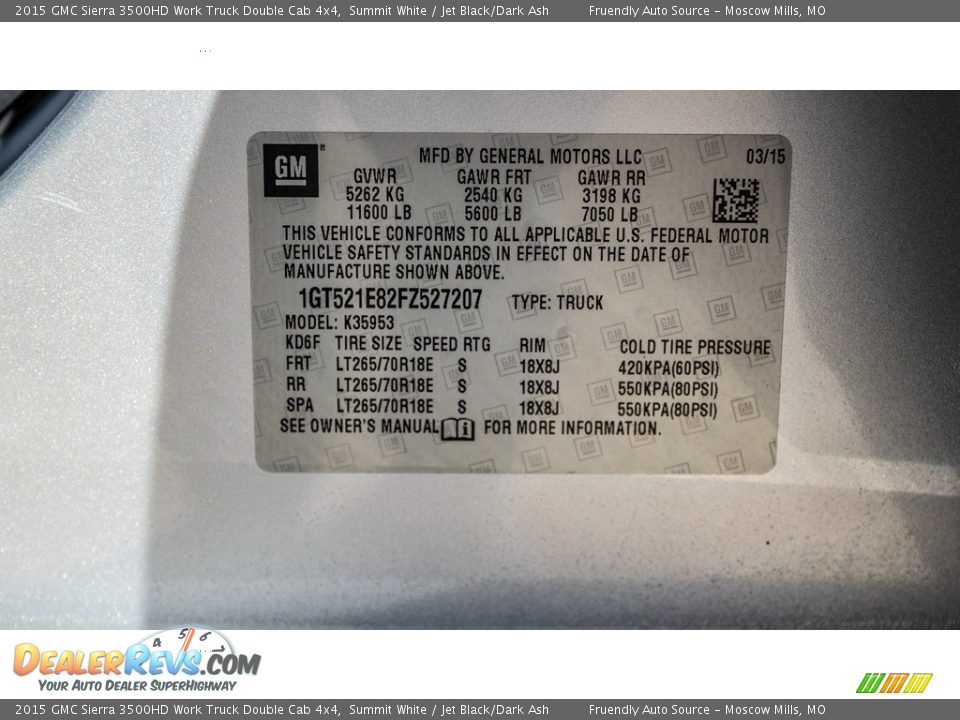 2015 GMC Sierra 3500HD Work Truck Double Cab 4x4, Summit White / Jet Black/Dark Ash Fruendly Auto Source - Moscow Mills, MO
GM ® MFD BY GENERAL MOTORS LLC 03/15
GVWR GAWR FRT GAWR RR
5262 KG 2540 KG 3198 KG
11600 LB 5600 LB 7050 LB
THIS VEHICLE CONFORMS TO ALL APPLICABLE U.S. FEDERAL MOTOR
VEHICLE SAFETY STANDARDS IN EFFECT ON THE DATE OF
MANUFACTURE SHOWN ABOVE.
1GT521E82FZ527207 TYPE: TRUCK
MODEL: K35953
KD6F TIRE SIZE SPEED RTG RIM COLD TIRE PRESSURE
FRT LT265/70R18E S 18X8J 420KPA(60PSI)
RR LT265/70R18E S 18X8J 550KPA(80PSI)
SPA LT265/70R18E S 18X8J 550KPA(80PSI)
SEE OWNER'S MANUAL i FOR MORE INFORMATION.
4 5 6 7
DEALERREVS.COM
YOUR AUTO DEALER SUPERHIGHWAY
2015 GMC Sierra 3500HD Work Truck Double Cab 4x4, Summit White / Jet Black/Dark Ash Fruendly Auto Source - Moscow Mills, MO